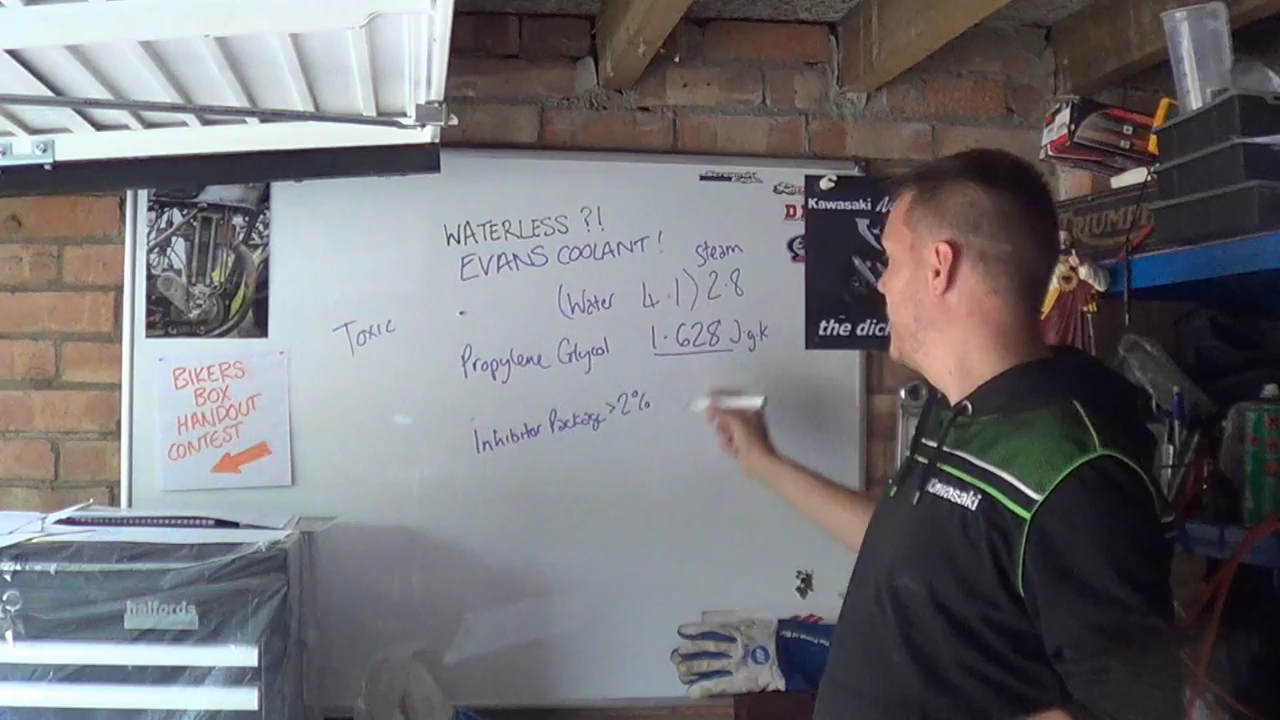 WATERLESS ?!
EVANS COOLANT!
Steam
(Water 4.1) 2.8
Toxic
Propylene Glycol 1.628 J.g.k
Inhibitor Package >2%
BIKERS
BOX
HANDOUT
CONTEST
Kawasaki
the dick
TRIUMPH
Kawasaki
halfords